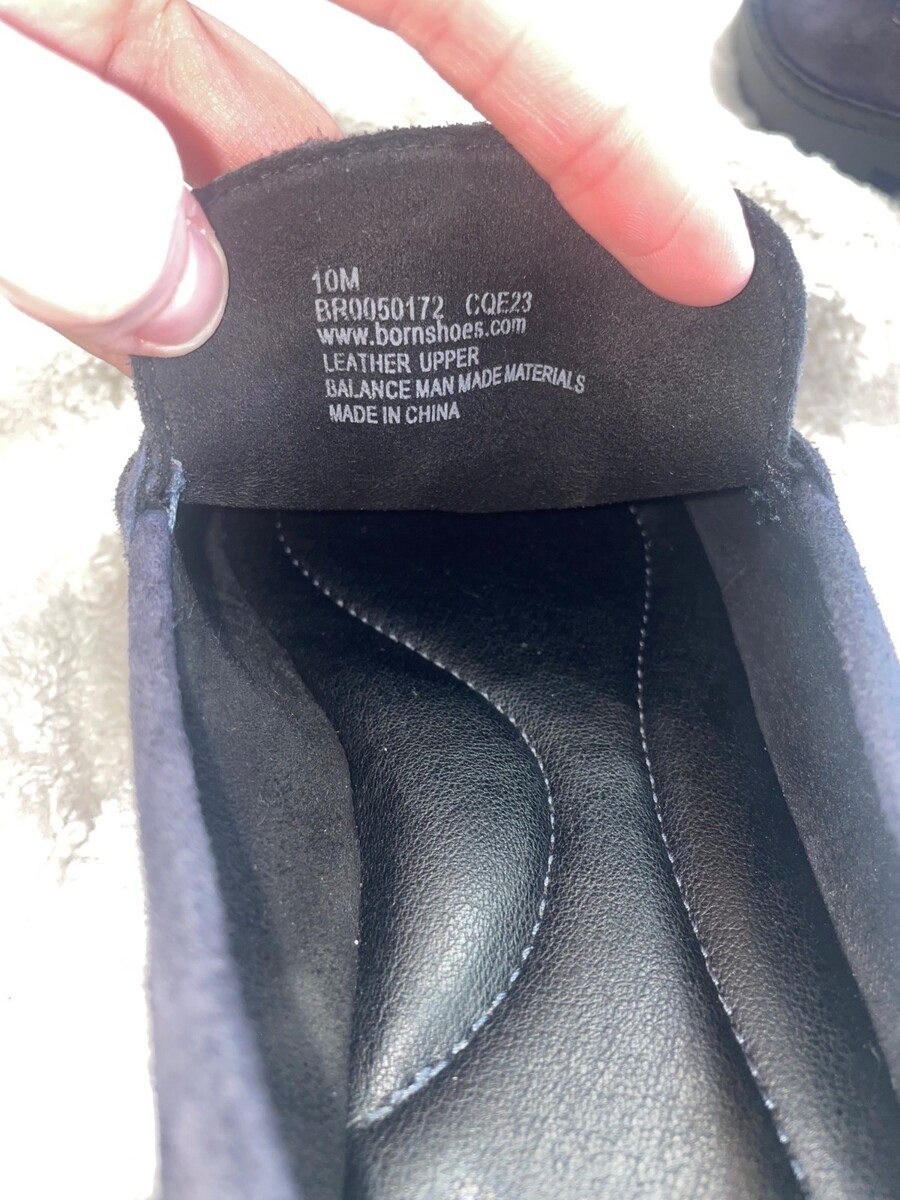 10M
BR0050172 CQE23
www.bornshoes.com
LEATHER UPPER
BALANCE MAN MADE MATERIALS
MADE IN CHINA